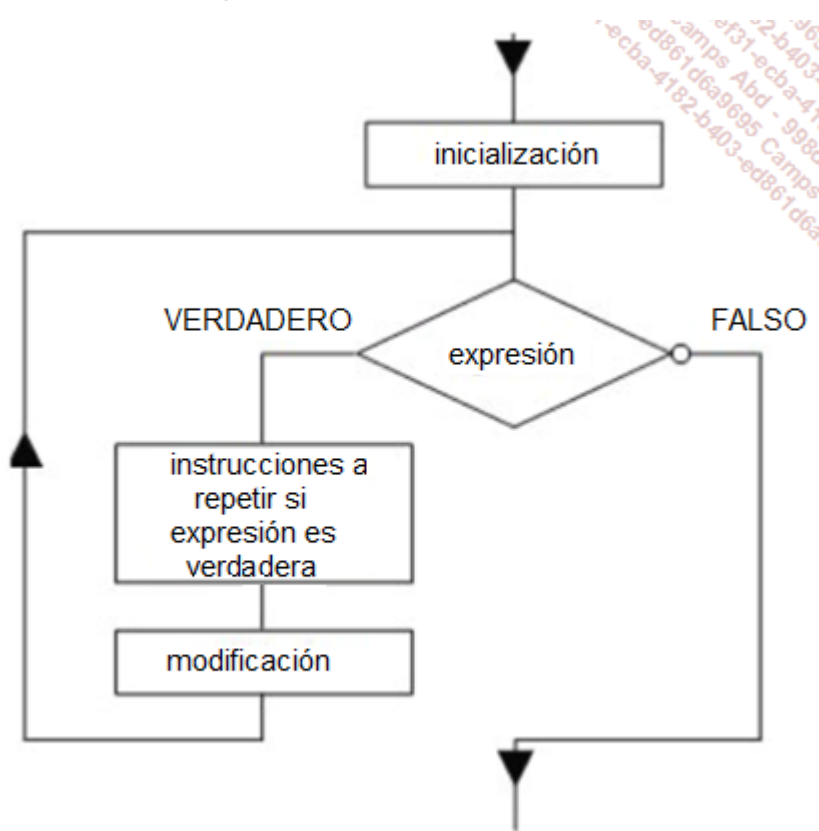 inicialización
VERDADERO
FALSO
expresión
instrucciones a
repetir si
expresión es
verdadera
modificación